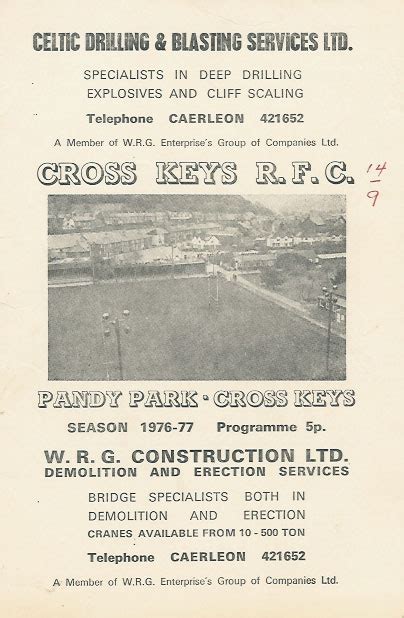 CELTIC DRILLING & BLASTING SERVICES LTD.
SPECIALISTS IN DEEP DRILLING
EXPLOSIVES AND CLIFF SCALING
Telephone CAERLEON 421652
A Member of W.R.G. Enterprise's Group of Companies Ltd.
CROSS KEYS R.F.C.
14
9
PANDY PARK · CROSS KEYS
SEASON 1976-77 Programme 5p.
W. R. G. CONSTRUCTION LTD.
DEMOLITION AND ERECTION SERVICES
BRIDGE SPECIALISTS BOTH IN
DEMOLITION AND ERECTION
CRANES AVAILABLE FROM 10 - 500 TON
Telephone CAERLEON 421652
A Member of W.R.G. Enterprise's Group of Companies Ltd.